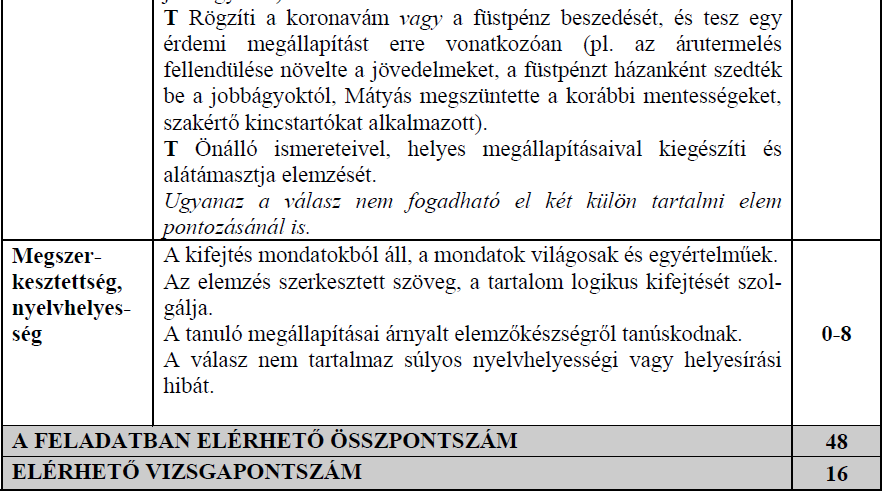 T Rögzíti a koronavám vagy a füstpénz beszedését, és tesz egy
érdemi megállapítást erre vonatkozóan (pl. az árutermelés
fellendülése növelte a jövedelmeket, a füstpénzt házanként szedték
be a jobbágyoktól, Mátyás megszüntette a korábbi mentességeket,
szakértő kincstartókat alkalmazott).
T Önálló ismereteivel, helyes megállapításaival kiegészíti és
alátámasztja elemzését.
Ugyanaz a válasz nem fogadható el két külön tartalmi elem
pontozásánál is.
Megszer-
kesztettség,
nyelvhelyes-
ség
A kifejtés mondatokból áll, a mondatok világosak és egyértelműek.
Az elemzés szerkesztett szöveg, a tartalom logikus kifejtését szol-
gálja.
A tanuló megállapításai árnyalt elemzőkészségről tanúskodnak.
A válasz nem tartalmaz súlyos nyelvhelyességi vagy helyesírási
hibát.
0-8
A FELADATBAN ELÉRHETŐ ÖSSZPONTSZÁM 48
ELÉRHETŐ VIZSGAPONTSZÁM 16